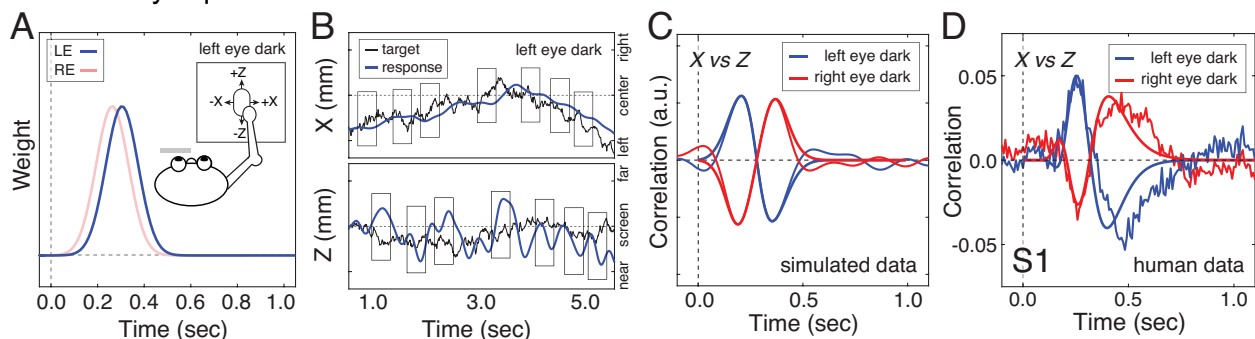 A
LE
RE
left eye dark
+Z
-X
+X
-Z
Weight
0.0
0.2
0.4
0.6
0.8
1.0
Time (sec)
B
target
response
left eye dark
X (mm)
right
center
left
Z (mm)
far
screen
near
1.0
3.0
5.0
Time (sec)
C
X vs Z
left eye dark
right eye dark
Correlation (a.u.)
simulated data
0.0
0.5
1.0
Time (sec)
D
X vs Z
left eye dark
right eye dark
0.05
0.0
-0.05
Correlation
S1
human data
0.0
0.5
1.0
Time (sec)